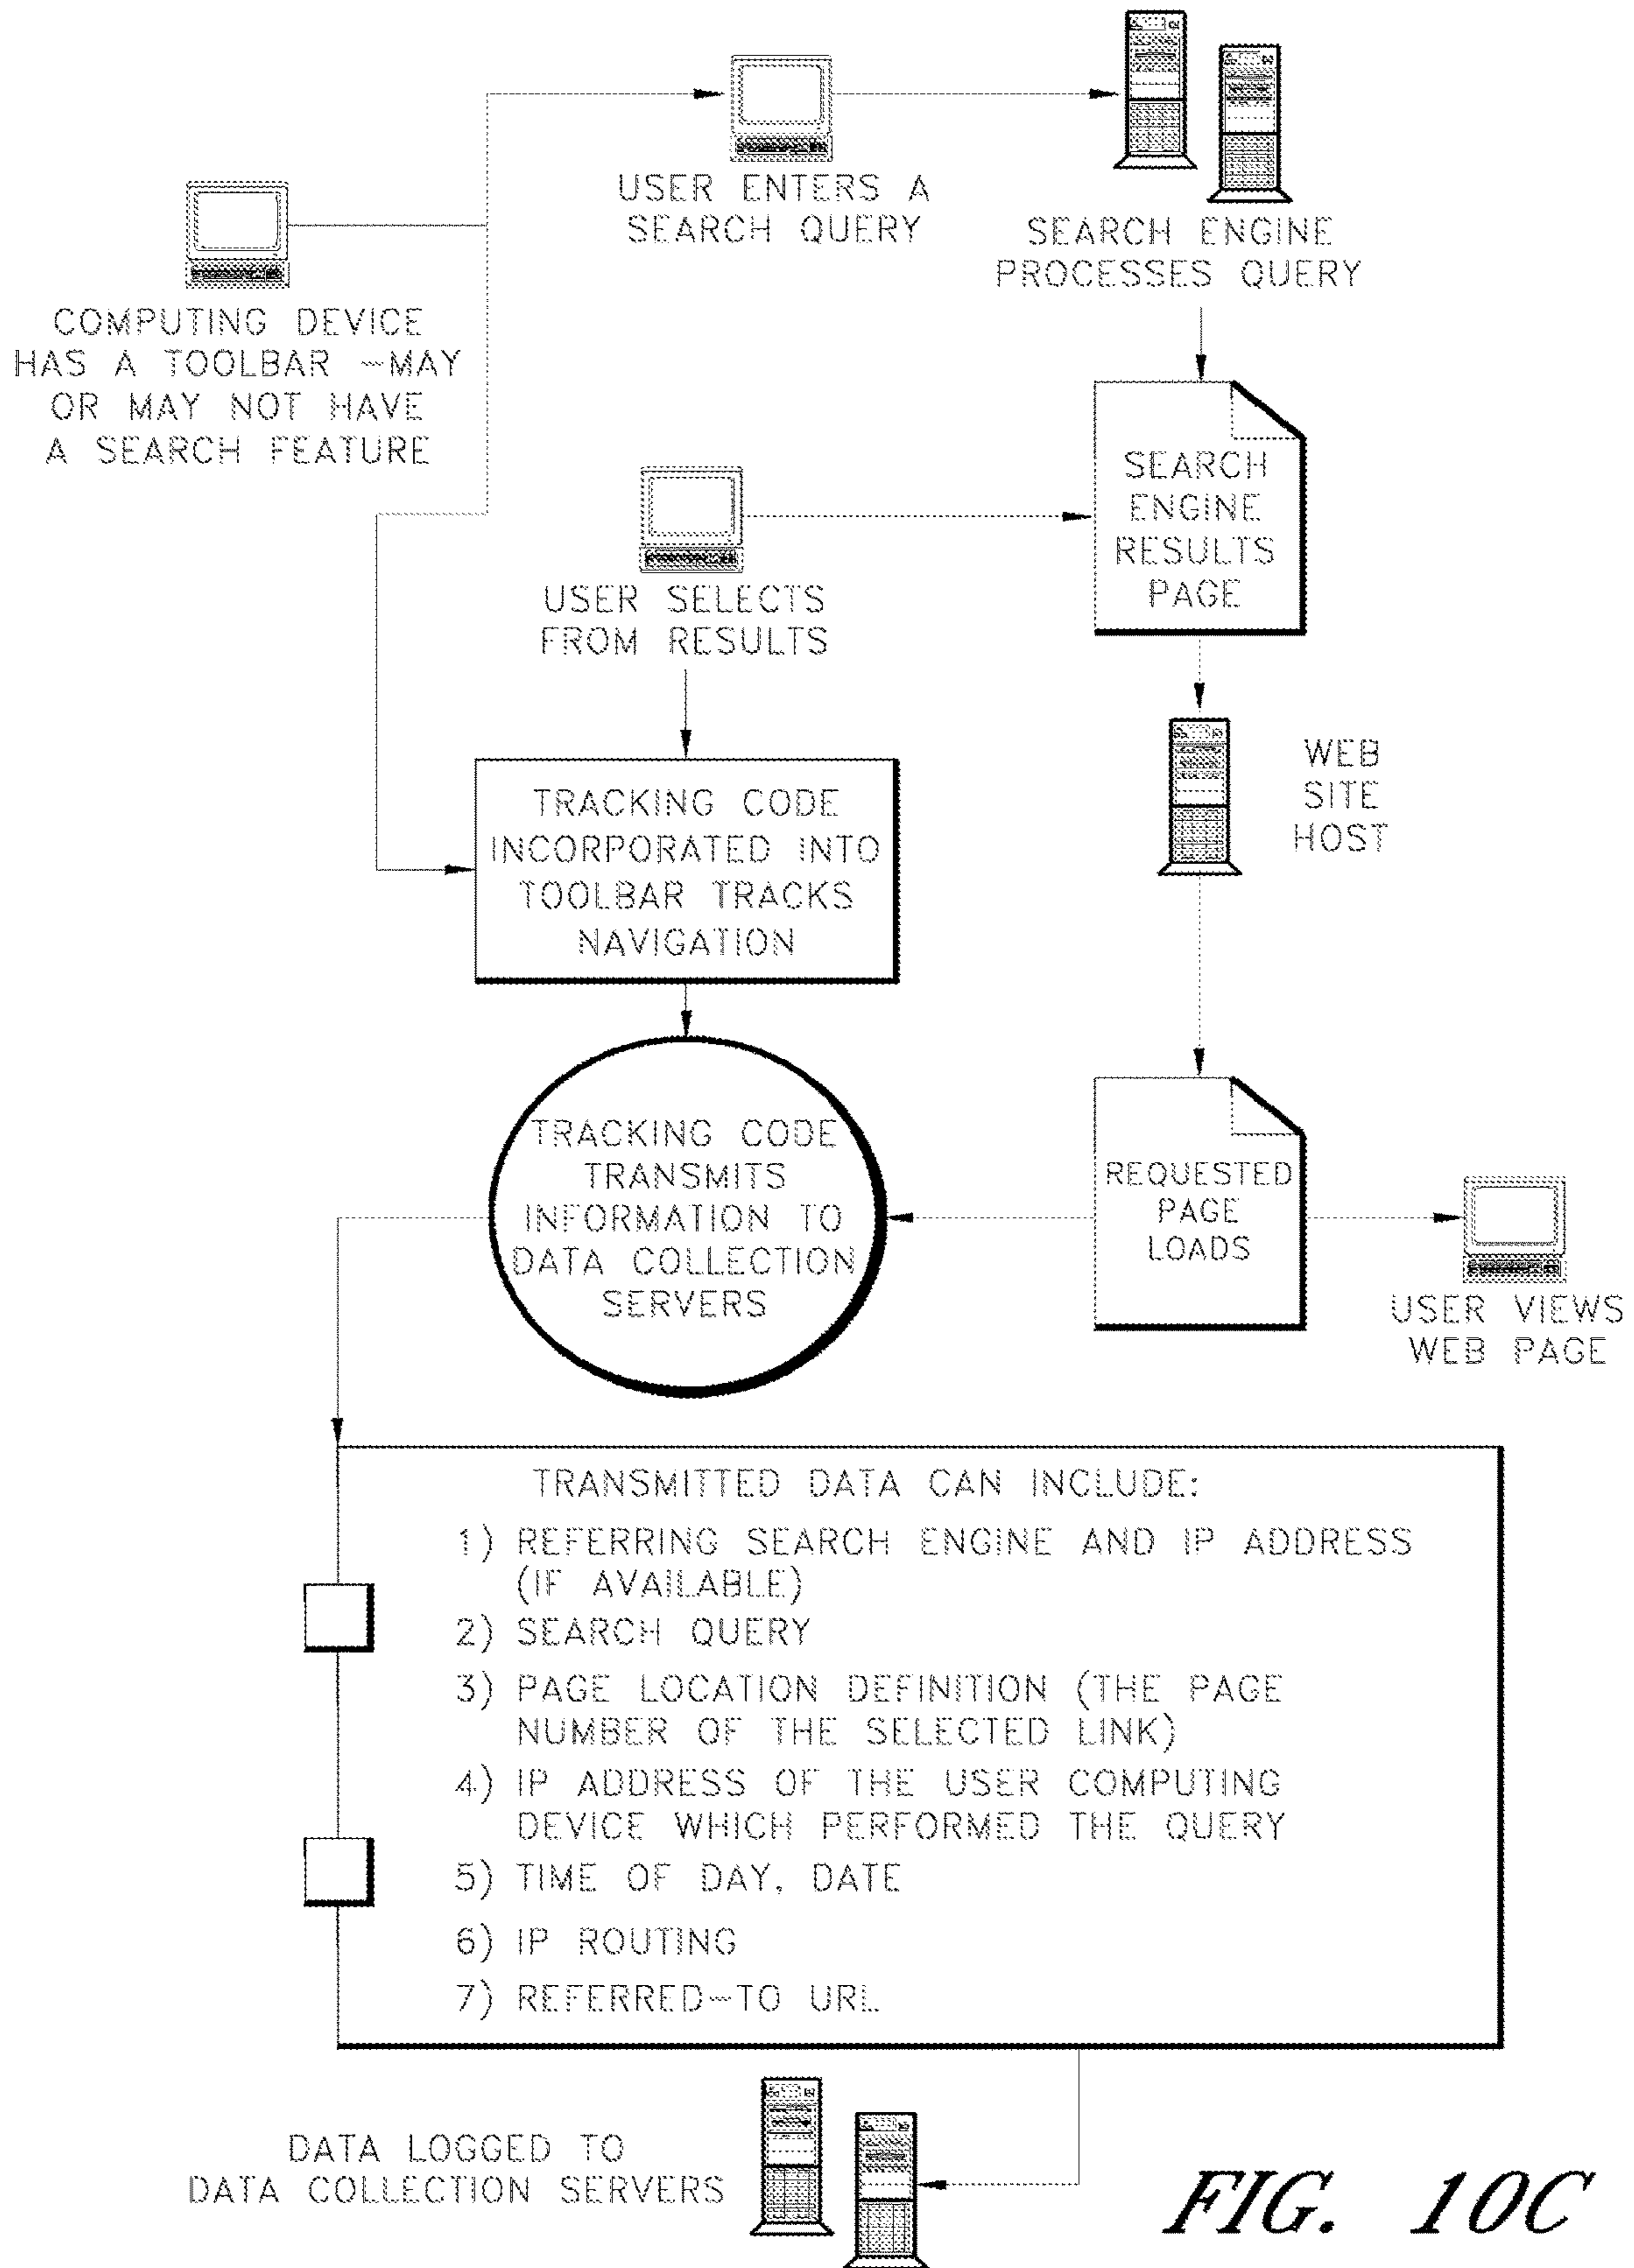 USER ENTERS A
SEARCH QUERY
SEARCH ENGINE
PROCESSES QUERY
COMPUTING DEVICE
HAS A TOOLBAR -MAY
OR MAY NOT HAVE
A SEARCH FEATURE
SEARCH
ENGINE
RESULTS
PAGE
USER SELECTS
FROM RESULTS
WEB
SITE
HOST
TRACKING CODE
INCORPORATED INTO
TOOLBAR TRACKS
NAVIGATION
TRACKING CODE
TRANSMITS
INFORMATION TO
DATA COLLECTION
SERVERS
REQUESTED
PAGE
LOADS
USER VIEWS
WEB PAGE
TRANSMITTED DATA CAN INCLUDE:
1) REFERRING SEARCH ENGINE AND IP ADDRESS
(IF AVAILABLE)
2) SEARCH QUERY
3) PAGE LOCATION DEFINITION (THE PAGE
NUMBER OF THE SELECTED LINK)
4) IP ADDRESS OF THE USER COMPUTING
DEVICE WHICH PERFORMED THE QUERY
5) TIME OF DAY, DATE
6) IP ROUTING
7) REFERRED-TO URL
DATA LOGGED TO
DATA COLLECTION SERVERS
FIG. 10C